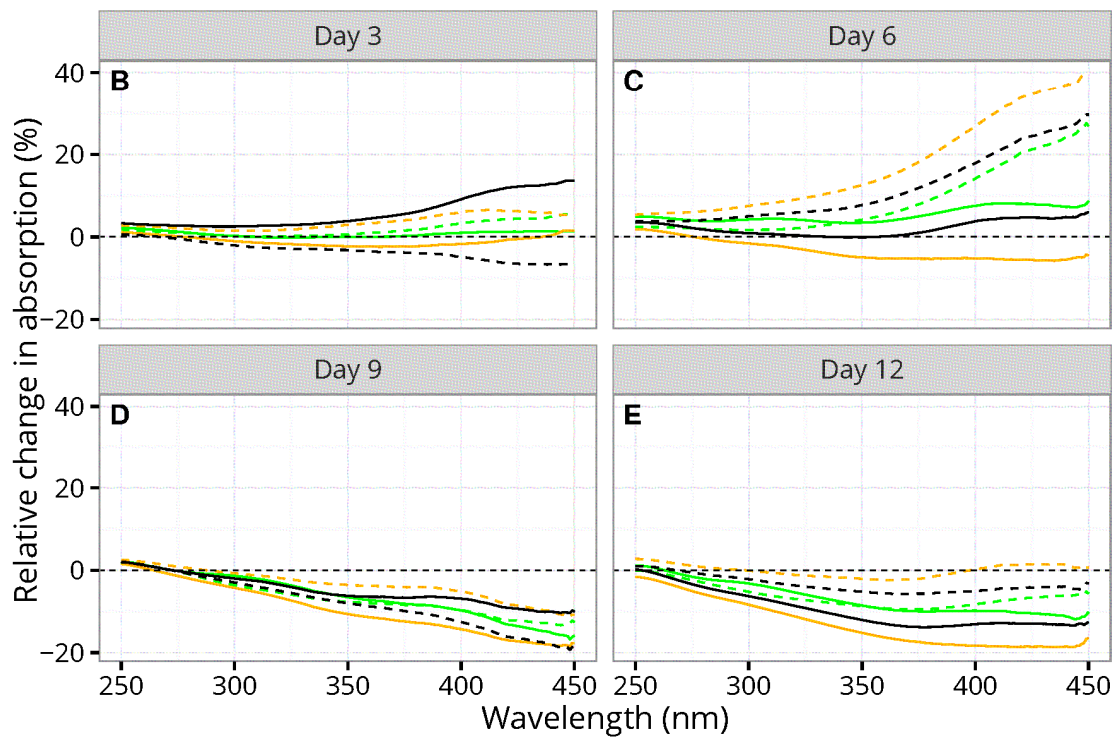 Day 3
Day 6
B
C
40
20
0
−20
Day 9
Day 12
D
E
40
20
0
−20
250 300 350 400 450
250 300 350 400 450
Wavelength (nm)
Relative change in absorption (%)